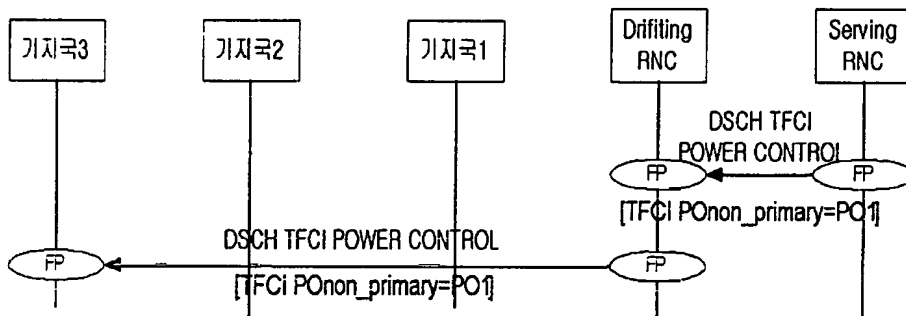 기지국3
기지국2
기지국1
Drifiting
RNC
Serving
RNC
DSCH TFCI
POWER CONTROL
FP
FP
[TFCI POnon_primary=PO1]
DSCH TFCI POWER CONTROL
FP
FP
[TFCi POnon_primary=PO1]